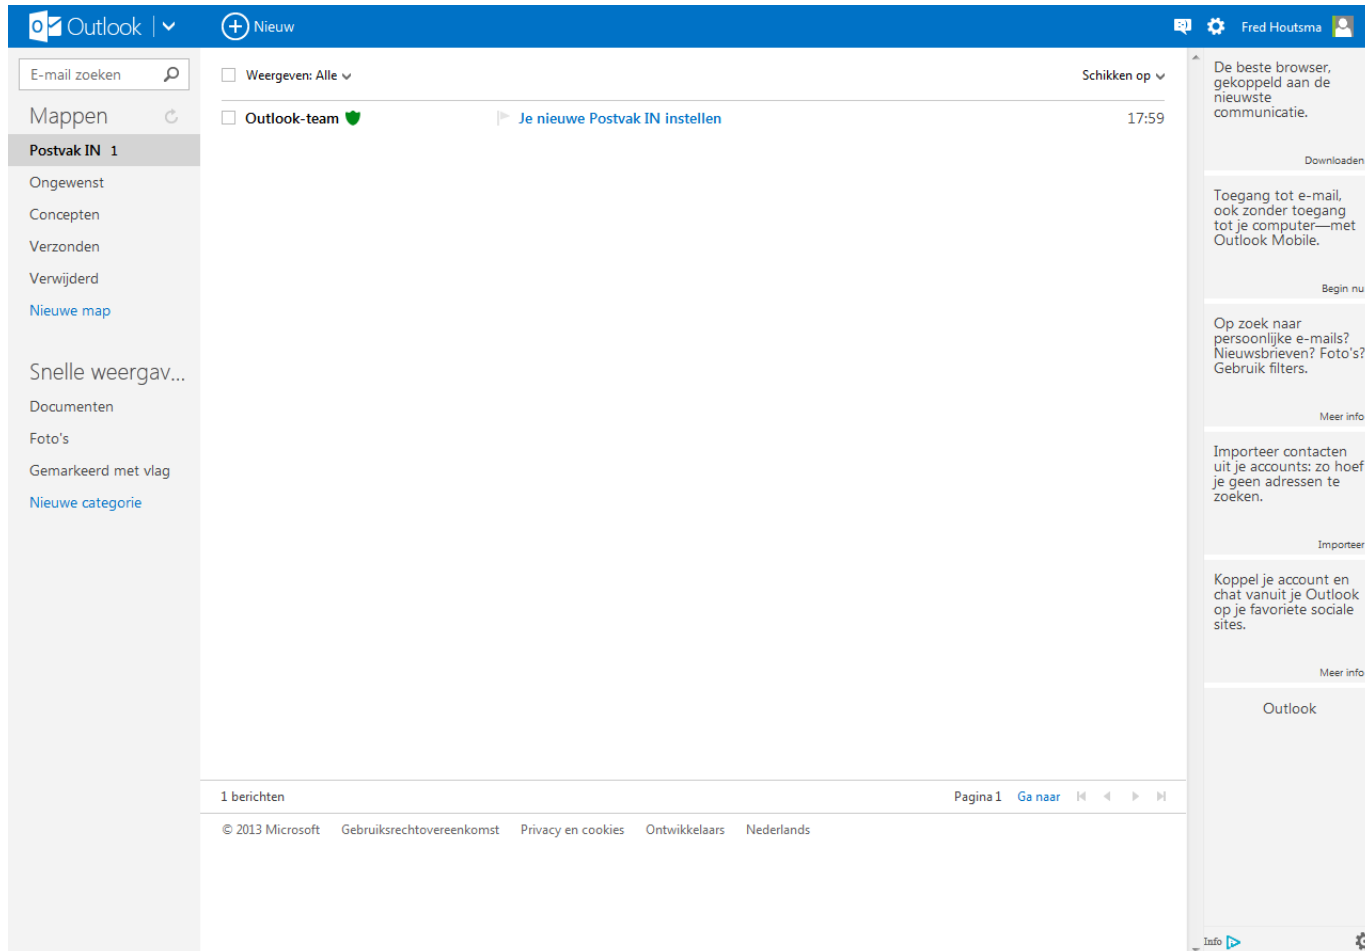 Outlook
Nieuw
Fred Houtsma
E-mail zoeken
Mappen
Postvak IN 1
Ongewenst
Concepten
Verzonden
Verwijderd
Nieuwe map
Snelle weergav...
Documenten
Foto's
Gemarkeerd met vlag
Nieuwe categorie
Weergeven: Alle
Schikken op
Outlook-team Je nieuwe Postvak IN instellen 17:59
1 berichten
Pagina 1 Ga naar
© 2013 Microsoft Gebruiksrechtovereenkomst Privacy en cookies Ontwikkelaars Nederlands
De beste browser,
gekoppeld aan de
nieuwste
communicatie.
Downloaden
Toegang tot e-mail,
ook zonder toegang
tot je computer—met
Outlook Mobile.
Begin nu
Op zoek naar
persoonlijke e-mails?
Nieuwsbrieven? Foto's?
Gebruik filters.
Meer info
Importeer contacten
uit je accounts: zo hoef
je geen adressen te
zoeken.
Importeer
Koppel je account en
chat vanuit je Outlook
op je favoriete sociale
sites.
Meer info
Outlook
Info